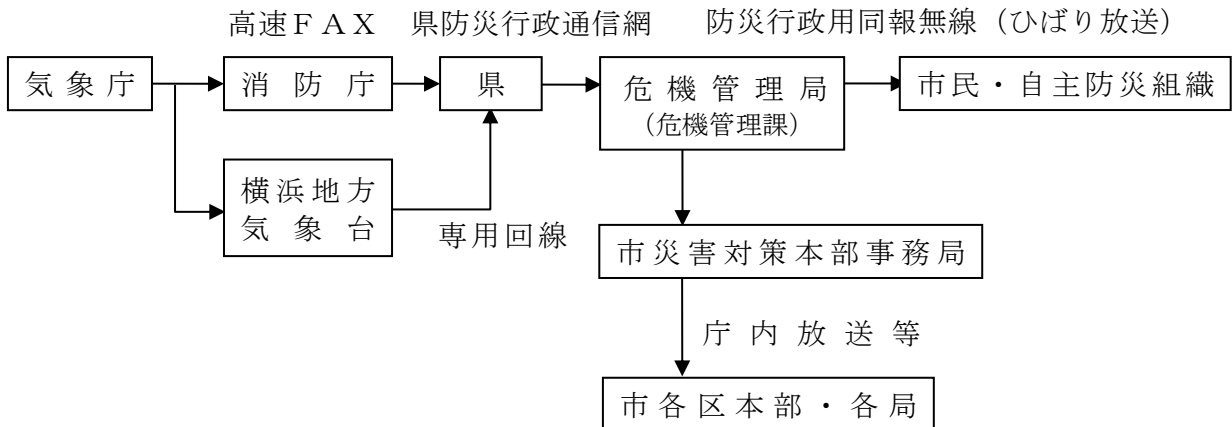 高速ＦＡＸ　県防災行政通信網　防災行政用同報無線（ひばり放送）
気象庁
消防庁
県
危機管理局
（危機管理課）
市民・自主防災組織
横浜地方
気象台
専用回線
市災害対策本部事務局
庁内放送等
市各区本部・各局